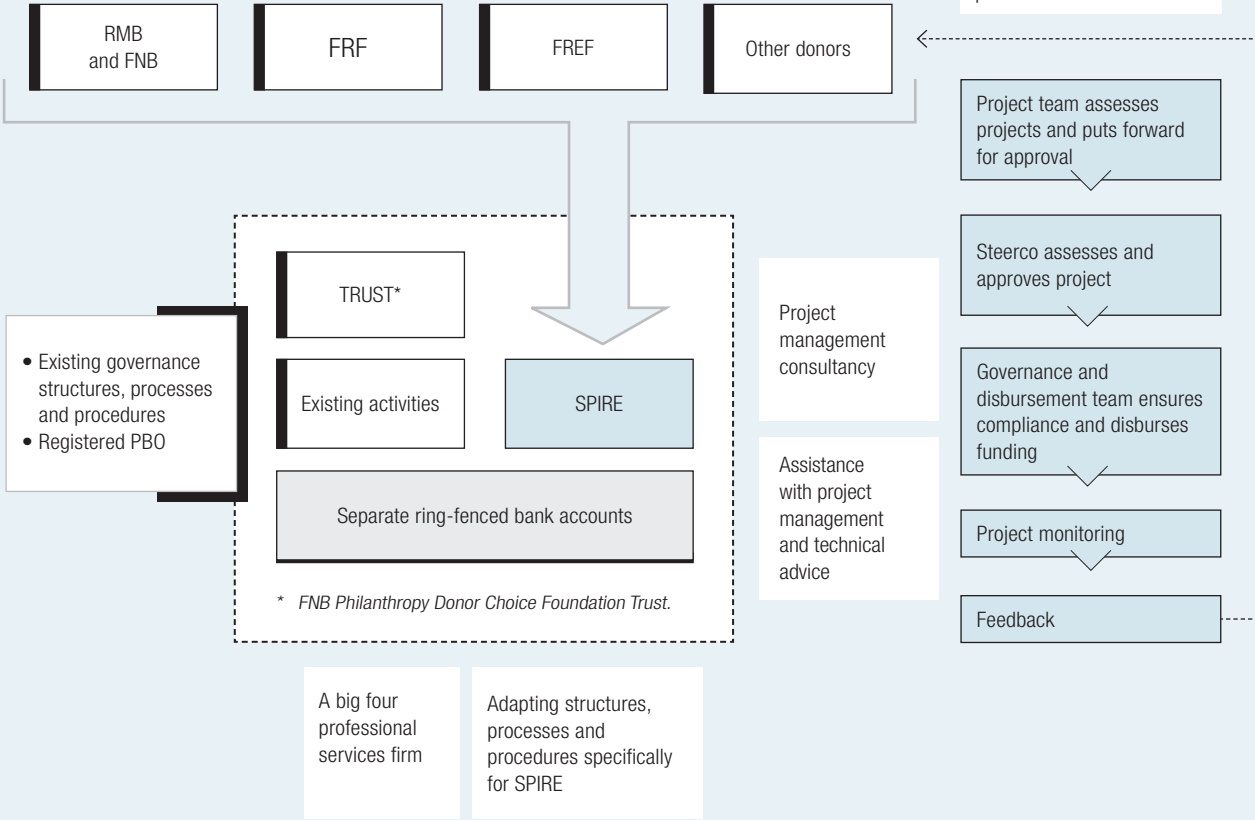 RMB
and FNB
FRF
FREF
Other donors
Project team assesses
projects and puts forward
for approval
Steerco assesses and
approves project
Governance and
disbursement team ensures
compliance and disburses
funding
Project monitoring
Feedback
• Existing governance
structures, processes
and procedures
• Registered PBO
TRUST*
Existing activities
SPIRE
Separate ring-fenced bank accounts
* FNB Philanthropy Donor Choice Foundation Trust.
Project
management
consultancy
Assistance
with project
management
and technical
advice
A big four
professional
services firm
Adapting structures,
processes and
procedures specifically
for SPIRE